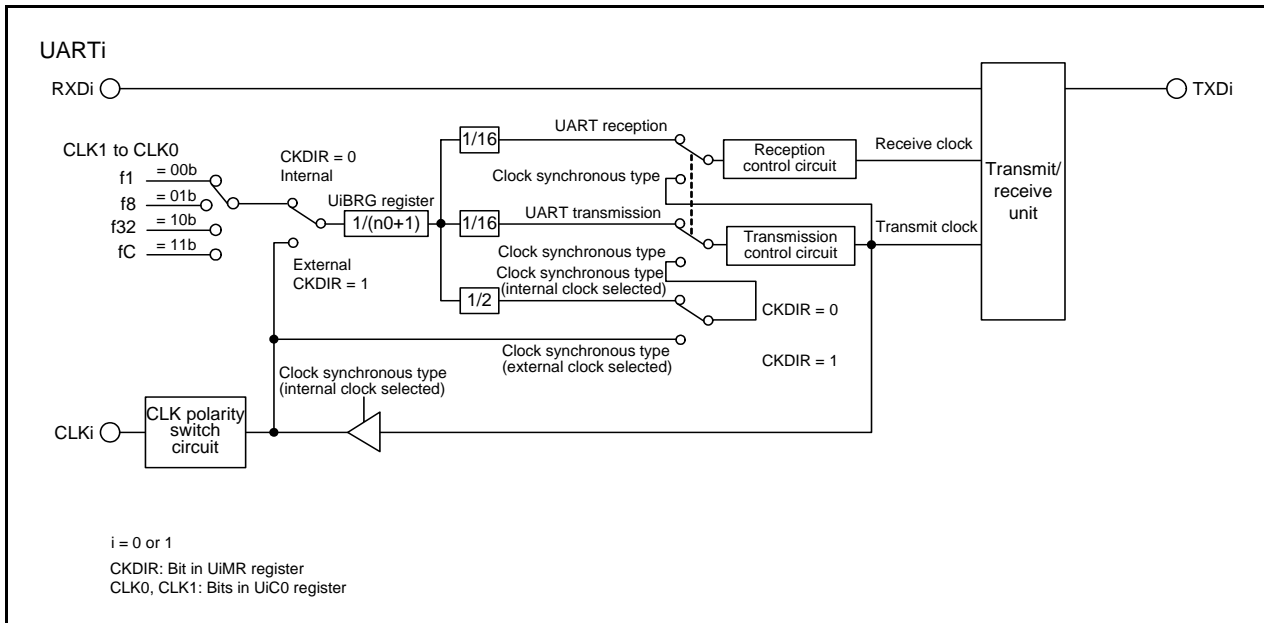 UARTi
RXDi
TXDi
CLK1 to CLK0
f1
= 00b
f8
= 01b
f32
= 10b
fC
= 11b
CKDIR = 0
Internal
UiBRG register
1/(n0+1)
External
CKDIR = 1
1/16
UART reception
Reception
control circuit
Receive clock
Clock synchronous type
1/16
UART transmission
Transmission
control circuit
Transmit clock
Clock synchronous type
Clock synchronous type
(internal clock selected)
1/2
CKDIR = 0
Clock synchronous type
(external clock selected)
CKDIR = 1
Transmit/
receive
unit
Clock synchronous type
(internal clock selected)
CLKi
CLK polarity
switch
circuit
i = 0 or 1
CKDIR: Bit in UiMR register
CLK0, CLK1: Bits in UiC0 register